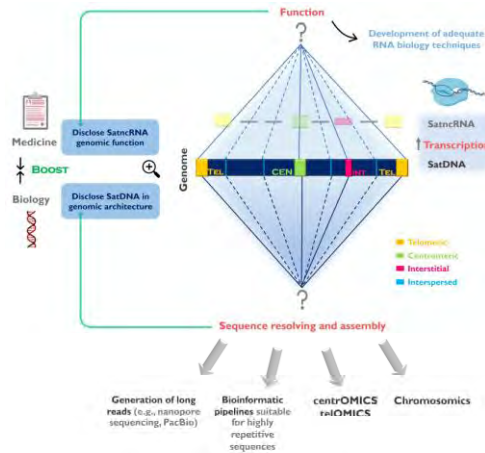 Function
?
Development of adequate
RNA biology techniques
Medicine
BOOST
Biology
Disclose SatncRNA
genomic function
Disclose SatDNA in
genomic architecture
Genome
TEL
CEN
INT
TEL
SatncRNA
Transcription
SatDNA
Telomeric
Centromeric
Interstitial
Interspersed
?
Sequence resolving and assembly
Generation of long
reads (e.g., nanopore
sequencing, PacBio)
Bioinformatic
pipelines suitable
for highly
repetitive
sequences
centrOMICS
telOMICS
Chromosomics